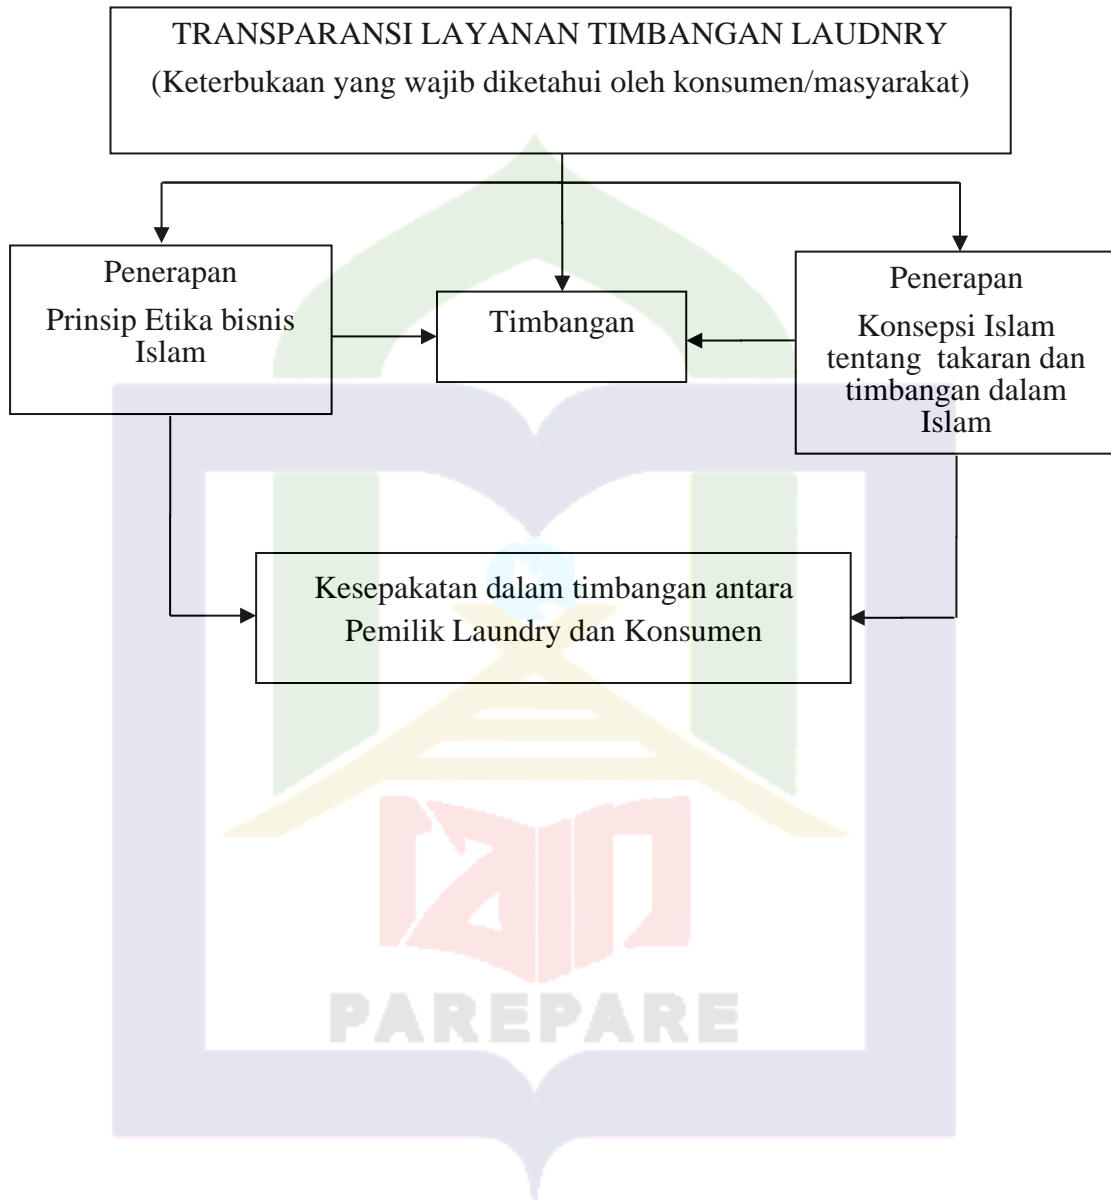 TRANSPARANSI LAYANAN TIMBANGAN LAUDNRY
(Keterbukaan yang wajib diketahui oleh konsumen/masyarakat)
Penerapan
Prinsip Etika bisnis
Islam
Timbangan
Penerapan
Konsepsi Islam
tentang takaran dan
timbangan dalam
Islam
Kesepakatan dalam timbangan antara
Pemilik Laundry dan Konsumen
iain
PAREPARE